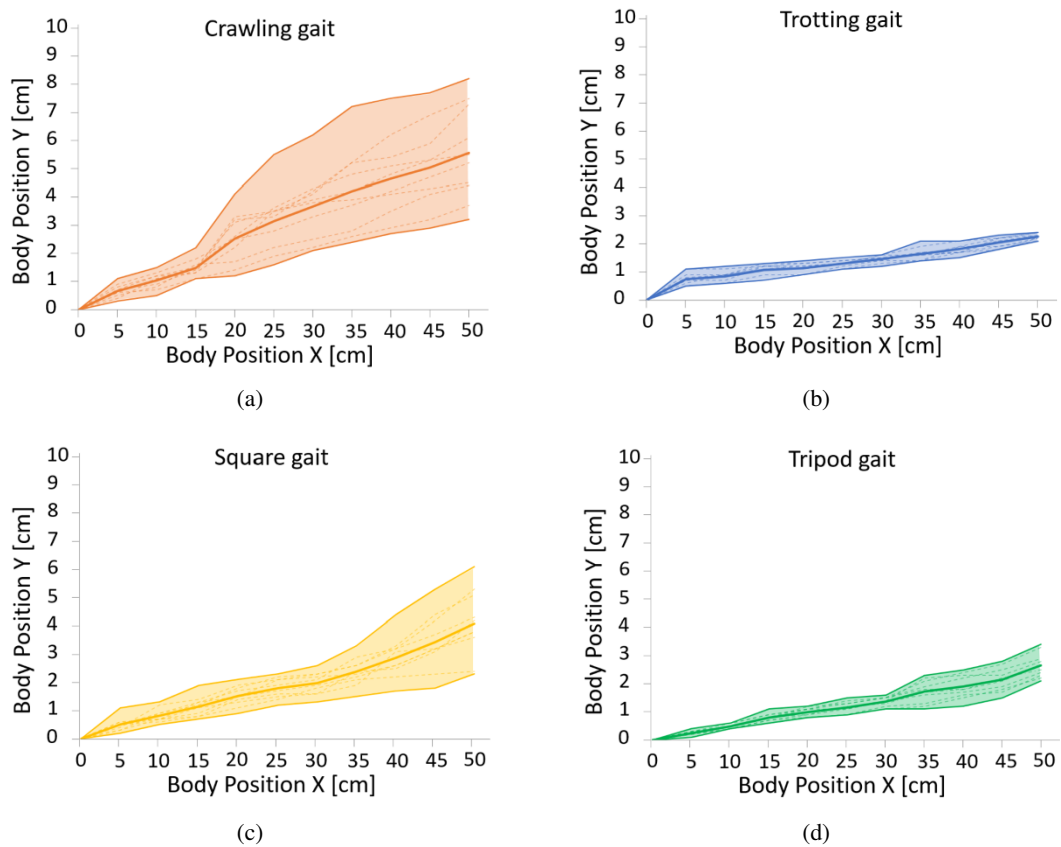 Crawling gait
10
9
8
7
6
5
4
3
2
1
0
Body Position Y [cm]
0 5 10 15 20 25 30 35 40 45 50
Body Position X [cm]
(a)
Trotting gait
10
9
8
7
6
5
4
3
2
1
0
Body Position Y [cm]
0 5 10 15 20 25 30 35 40 45 50
Body Position X [cm]
(b)
Square gait
10
9
8
7
6
5
4
3
2
1
0
Body Position Y [cm]
0 5 10 15 20 25 30 35 40 45 50
Body Position X [cm]
(c)
Tripod gait
10
9
8
7
6
5
4
3
2
1
0
Body Position Y [cm]
0 5 10 15 20 25 30 35 40 45 50
Body Position X [cm]
(d)